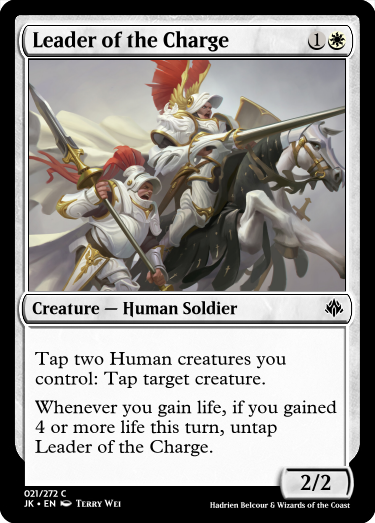 Leader of the Charge 1
Creature — Human Soldier
Tap two Human creatures you
control: Tap target creature.
Whenever you gain life, if you gained
4 or more life this turn, untap
Leader of the Charge.
2/2
021/272 C
JK • EN Terry Wei
Hadrien Belcour & Wizards of the Coast